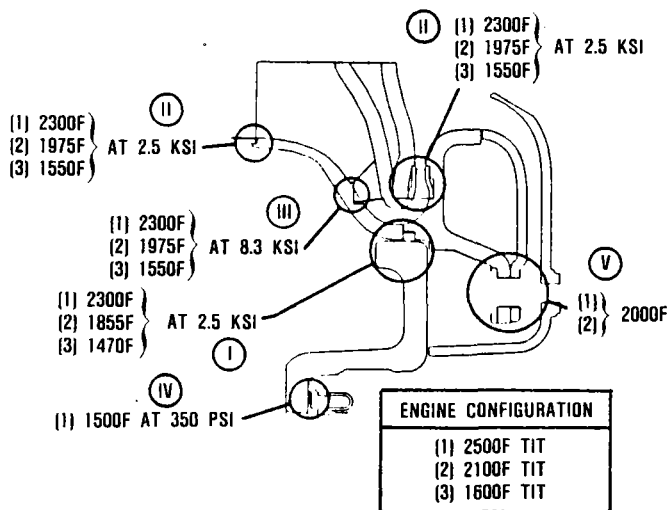 II
(1) 2300F
(2) 1975F
(3) 1550F
AT 2.5 KSI
II
(1) 2300F
(2) 1975F
(3) 1550F
AT 2.5 KSI
III
(1) 2300F
(2) 1975F
(3) 1550F
AT 8.3 KSI
(1) 2300F
(2) 1855F
(3) 1470F
AT 2.5 KSI
I
V
(1)
(2)
2000F
IV
(1) 1500F AT 350 PSI
ENGINE CONFIGURATION
(1) 2500F TIT
(2) 2100F TIT
(3) 1600F TIT